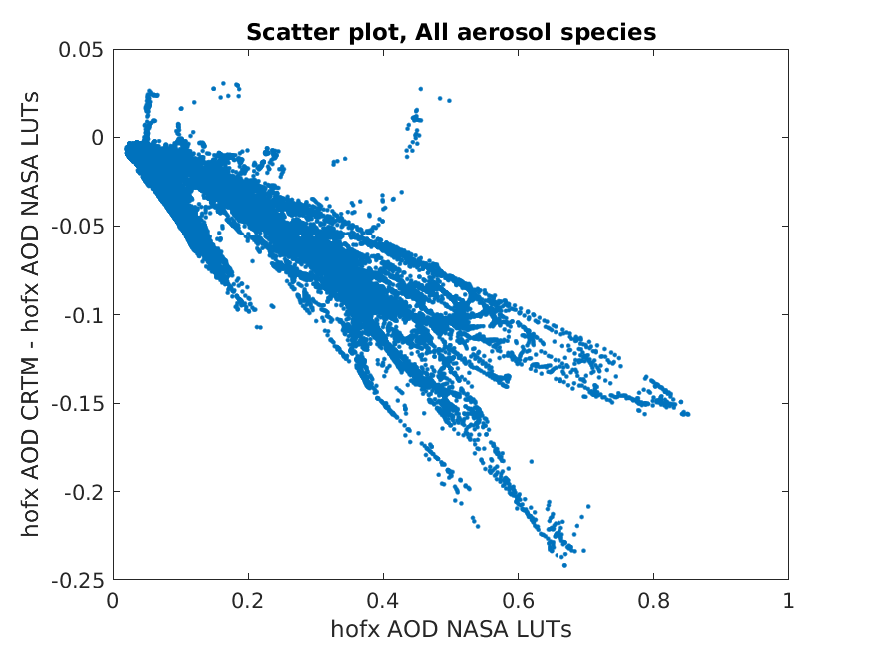 Scatter plot, All aerosol species
0.05
0
-0.05
-0.1
-0.15
-0.2
-0.25
0 0.2 0.4 0.6 0.8 1
hofx AOD NASA LUTs
hofx AOD CRTM - hofx AOD NASA LUTs